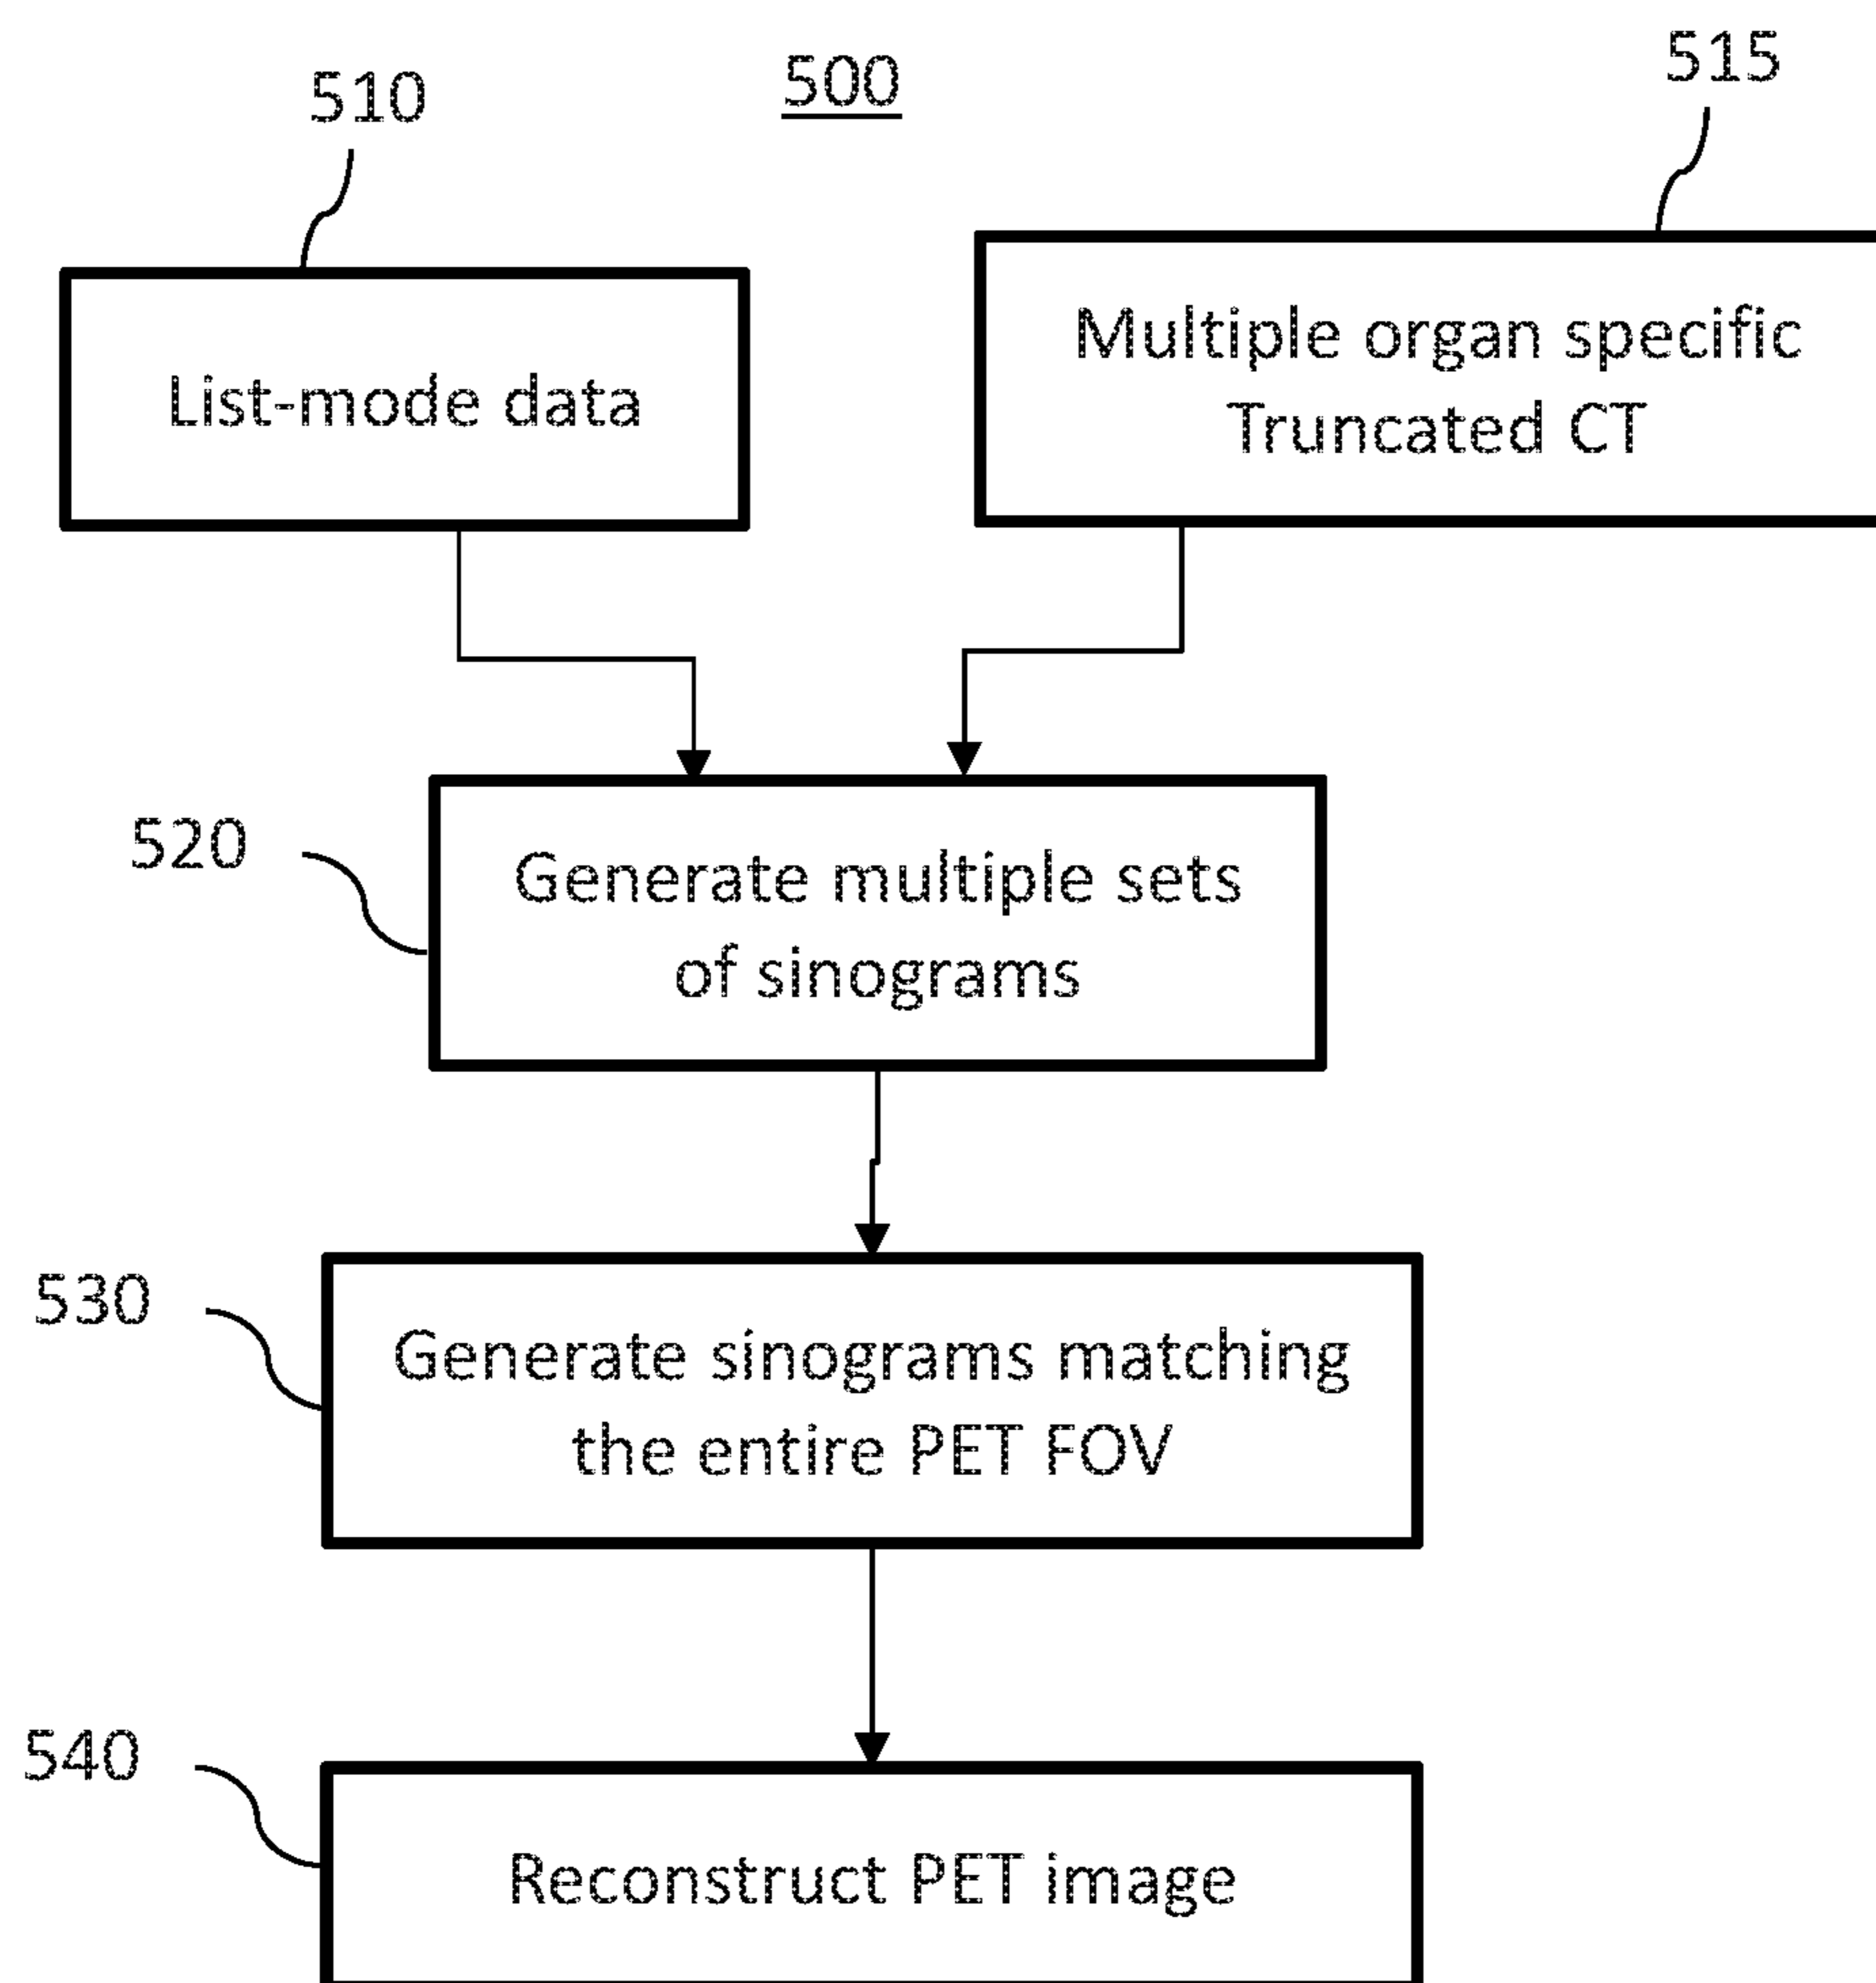 500
510
515
List-mode data
Multiple organ specific
Truncated CT
520
Generate multiple sets
of sinograms
530
Generate sinograms matching
the entire PET FOV
540
Reconstruct PET image